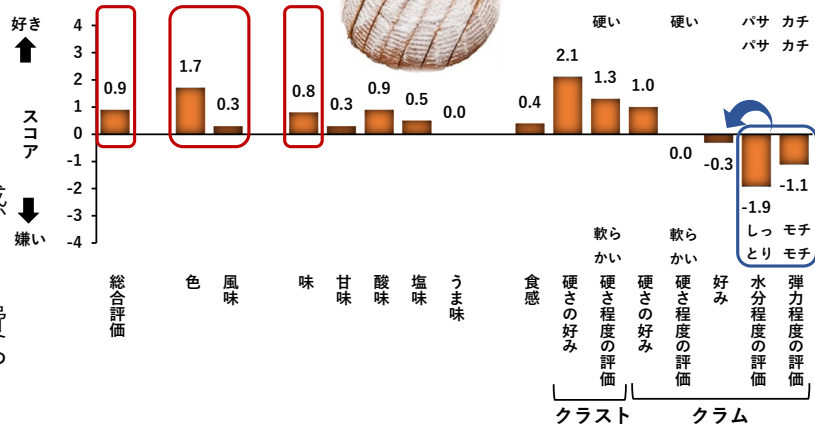 好き
スコア
嫌い
4
3
2
1
0
-1
-2
-3
-4
硬い
硬い
パサ
パサ
カチ
カチ
0.9
1.7
0.3
0.8
0.3
0.9
0.5
0.0
0.4
2.1
1.3
1.0
0.0
-0.3
-1.9
-1.1
軟ら
かい
軟ら
かい
しっ
とり
モチ
モチ
総合評価
色
風味
味
甘味
酸味
塩味
うま味
食感
硬さの好み
硬さ程度の評価
硬さの好み
硬さ程度の評価
好み
水分程度の評価
弾力程度の評価
クラスト
クラム